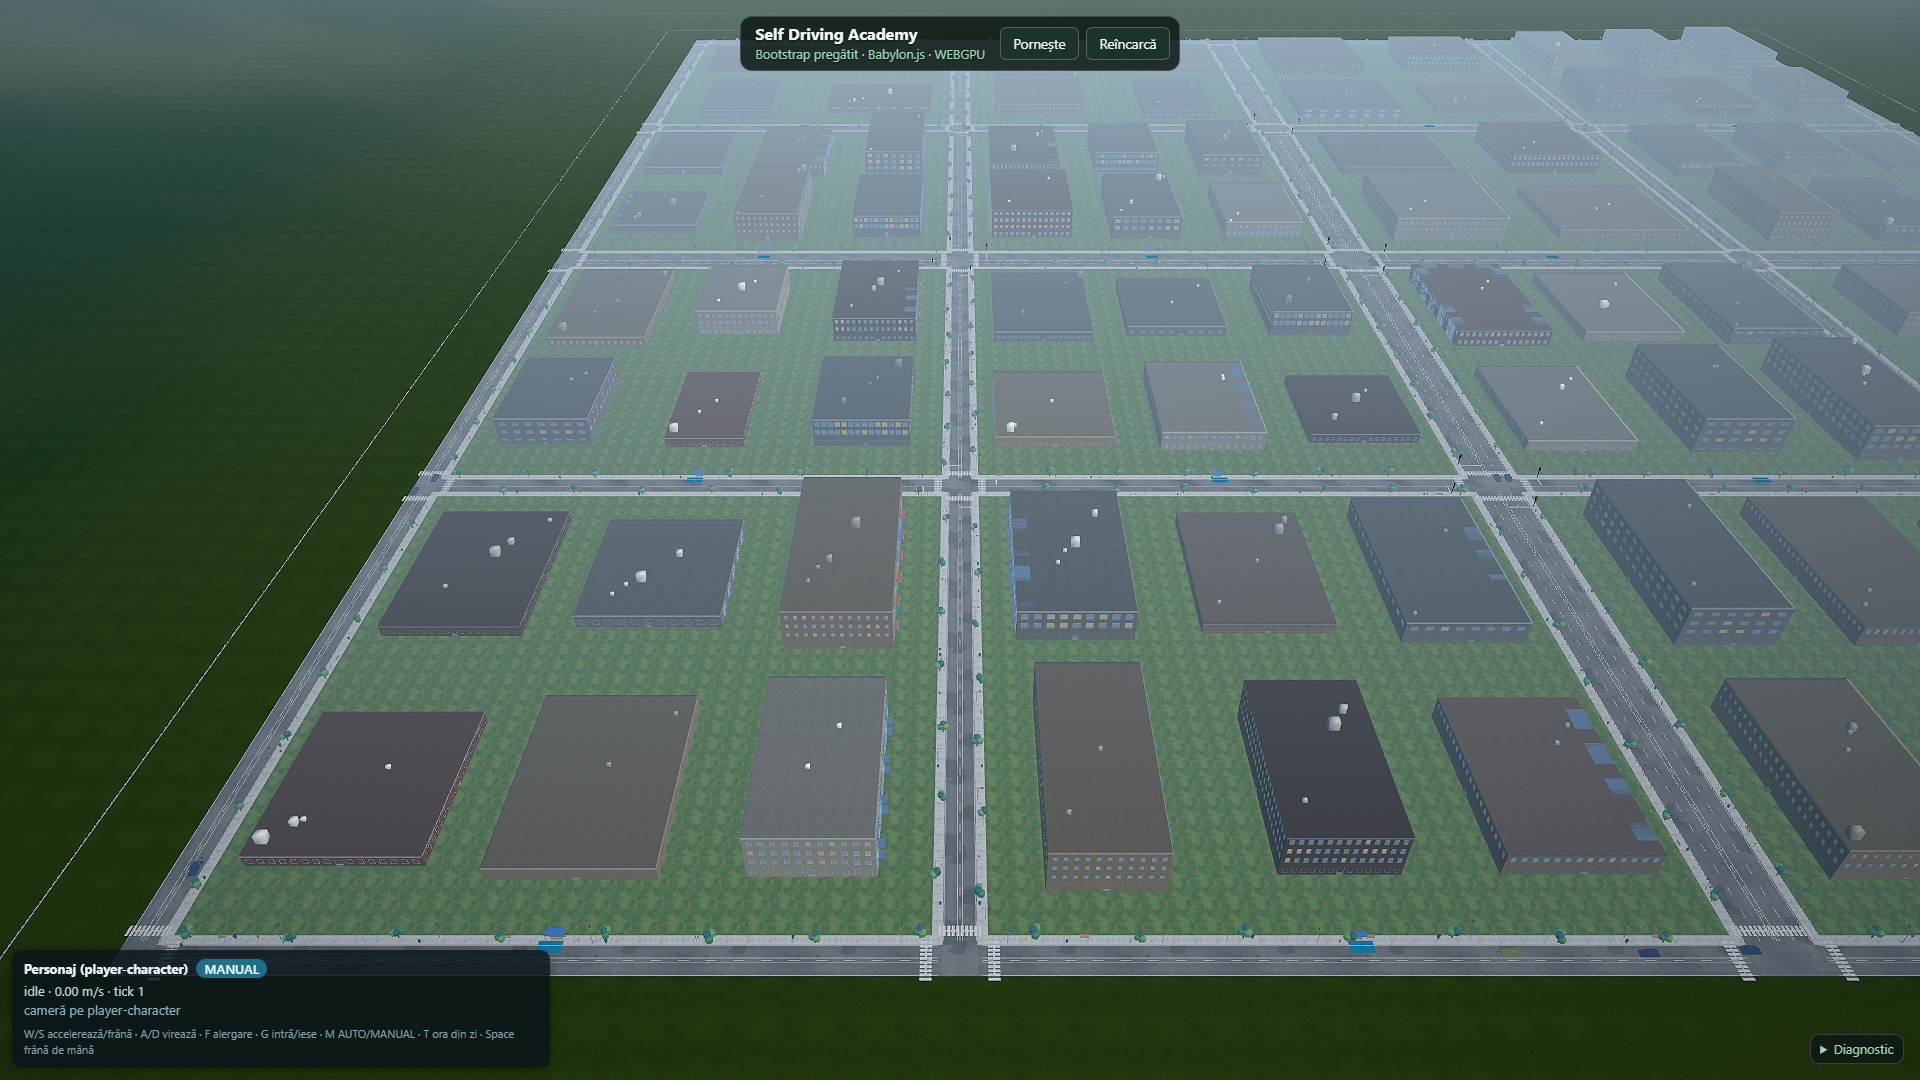 Self Driving Academy
Bootstrap pregătit · Babylon.js · WEBGPU
Pornește
Reîncarcă
Personaj (player-character) MANUAL
idle · 0.00 m/s · tick 1
cameră pe player-character
W/S accelerează/frână · A/D virează · F alergare · G intră/iese · M AUTO/MANUAL · T ora din zi · Space
frână de mână
▶ Diagnostic